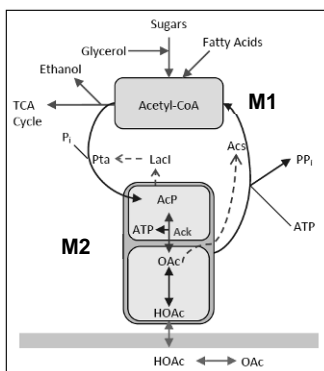 Sugars
Glycerol
Fatty Acids
Ethanol
Acetyl-CoA
M1
TCA
Cycle
Pi
Acs
PPi
Pta
LacI
AcP
ATP
Ack
ATP
M2
OAc
HOAc
HOAc
OAc